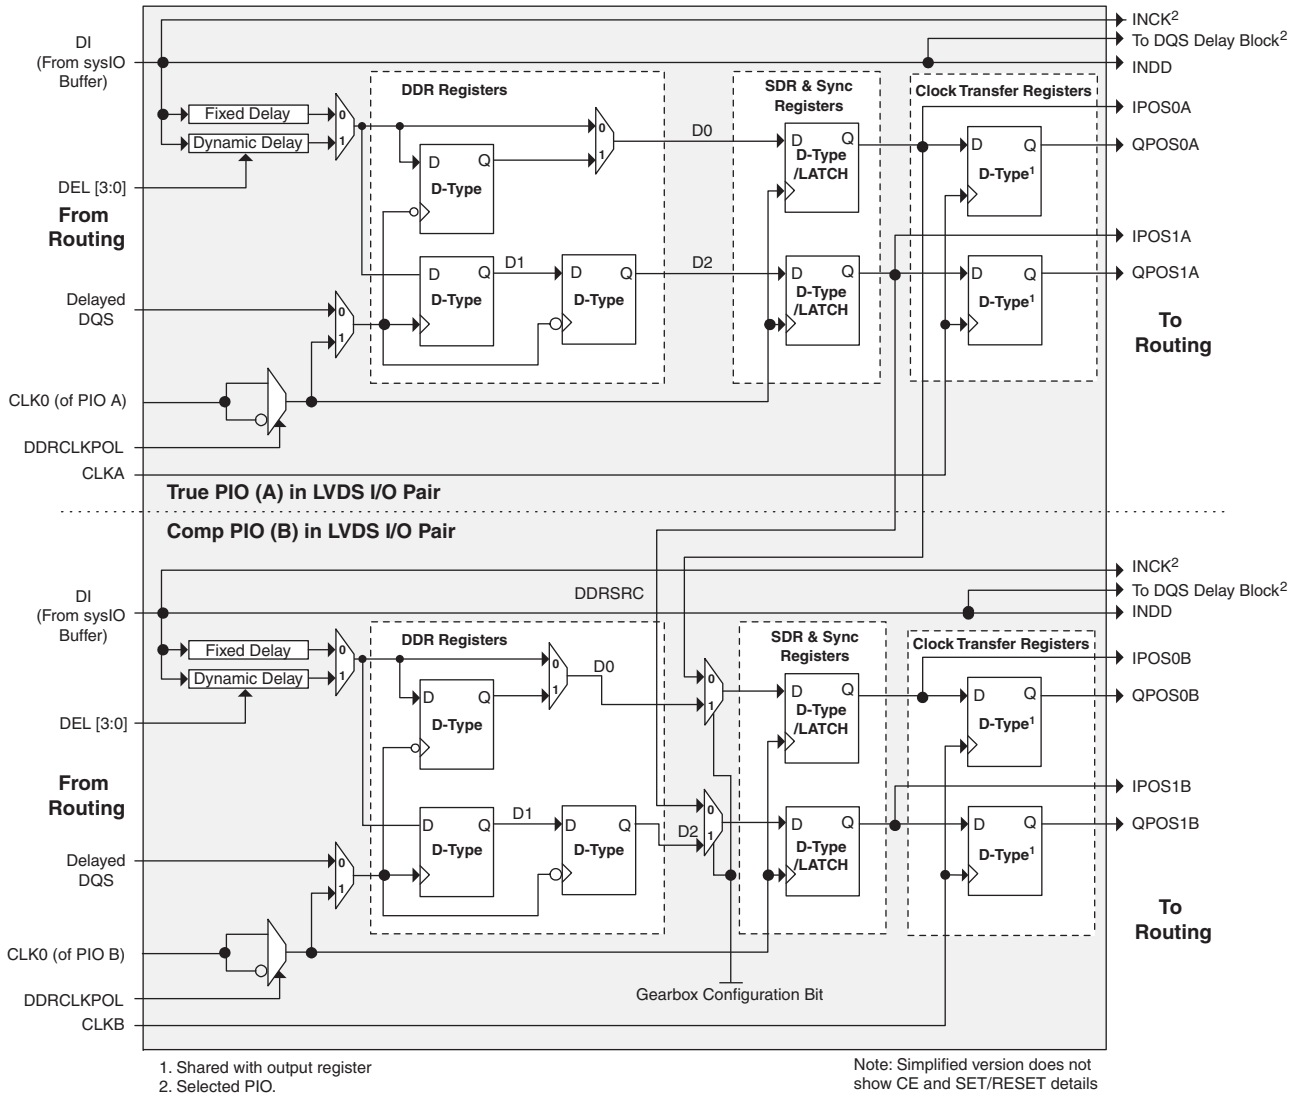 INCK2
DI
To DQS Delay Block2
(From sysIO
Buffer)
INDD
DDR Registers
SDR & Sync
Registers
Clock Transfer Registers
Fixed Delay
0
Dynamic Delay
1
0
1
D0
IPOS0A
D Q
D-Type
D Q
D-Type
/LATCH
D Q
D-Type1
QPOS0A
DEL [3:0]
From
Routing
IPOS1A
D Q
D-Type
D1
D Q
D-Type
D2
D Q
D-Type
/LATCH
D Q
D-Type1
QPOS1A
Delayed
DQS
0
1
To
Routing
CLK0 (of PIO A)
DDRCLKPOL
CLKA
True PIO (A) in LVDS I/O Pair
Comp PIO (B) in LVDS I/O Pair
INCK2
DI
DDRSRC
To DQS Delay Block2
(From sysIO
Buffer)
INDD
DDR Registers
SDR & Sync
Registers
Clock Transfer Registers
Fixed Delay
0
Dynamic Delay
1
0
1
D0
0
1
IPOS0B
D Q
D-Type
D Q
D-Type
/LATCH
D Q
D-Type1
QPOS0B
DEL [3:0]
From
Routing
IPOS1B
D Q
D-Type
D1
D Q
D-Type
D2
0
1
D Q
D-Type
/LATCH
D Q
D-Type1
QPOS1B
Delayed
DQS
0
1
To
Routing
CLK0 (of PIO B)
DDRCLKPOL
Gearbox Configuration Bit
CLKB
1. Shared with output register
2. Selected PIO.
Note: Simplified version does not
show CE and SET/RESET details